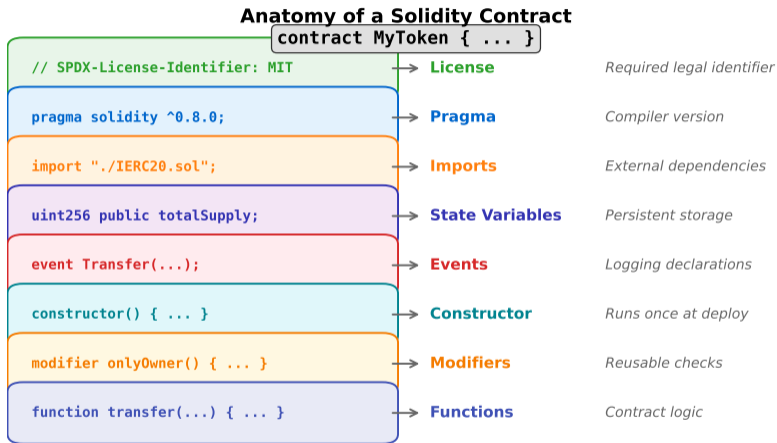 Anatomy of a Solidity Contract
contract MyToken { ... }
// SPDX-License-Identifier: MIT License Required legal identifier
pragma solidity ^0.8.0; Pragma Compiler version
import "./IERC20.sol"; Imports External dependencies
uint256 public totalSupply; State Variables Persistent storage
event Transfer(...); Events Logging declarations
constructor() { ... } Constructor Runs once at deploy
modifier onlyOwner() { ... } Modifiers Reusable checks
function transfer(...) { ... } Functions Contract logic